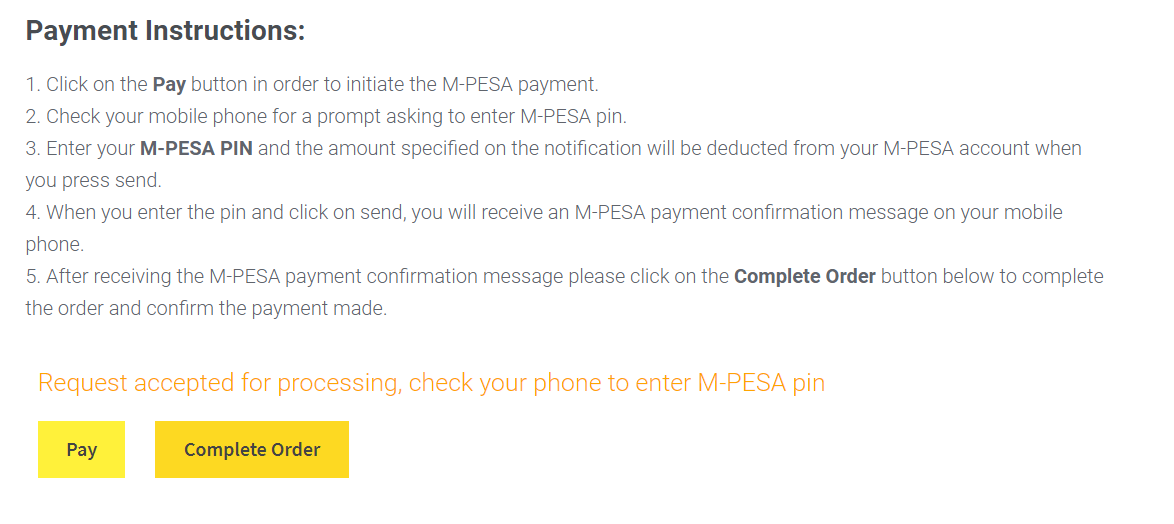 Payment Instructions:
1. Click on the Pay button in order to initiate the M-PESA payment.
2. Check your mobile phone for a prompt asking to enter M-PESA pin.
3. Enter your M-PESA PIN and the amount specified on the notification will be deducted from your M-PESA account when
you press send.
4. When you enter the pin and click on send, you will receive an M-PESA payment confirmation message on your mobile
phone.
5. After receiving the M-PESA payment confirmation message please click on the Complete Order button below to complete
the order and confirm the payment made.
Request accepted for processing, check your phone to enter M-PESA pin
Pay Complete Order